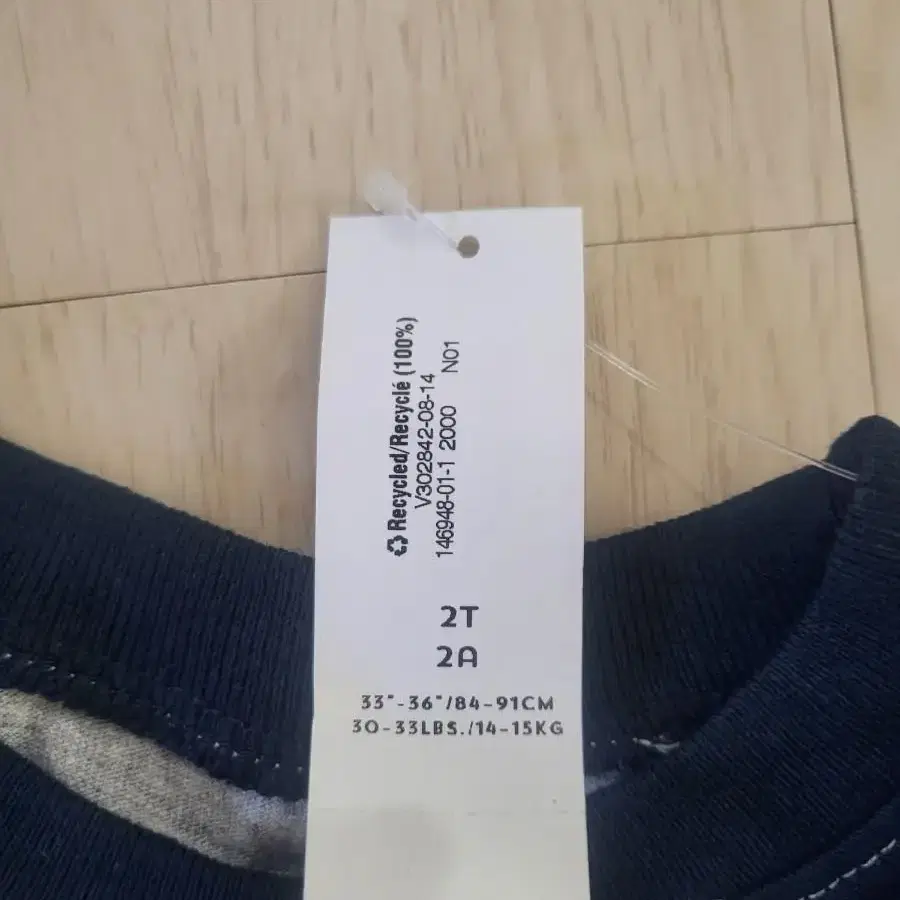 ♻ Recycled/Recyclé (100%)
V302842-08-14
146948-01-1 2000 N01
2T
2A
33"-36"/84-91CM
30-33LBS./14-15KG